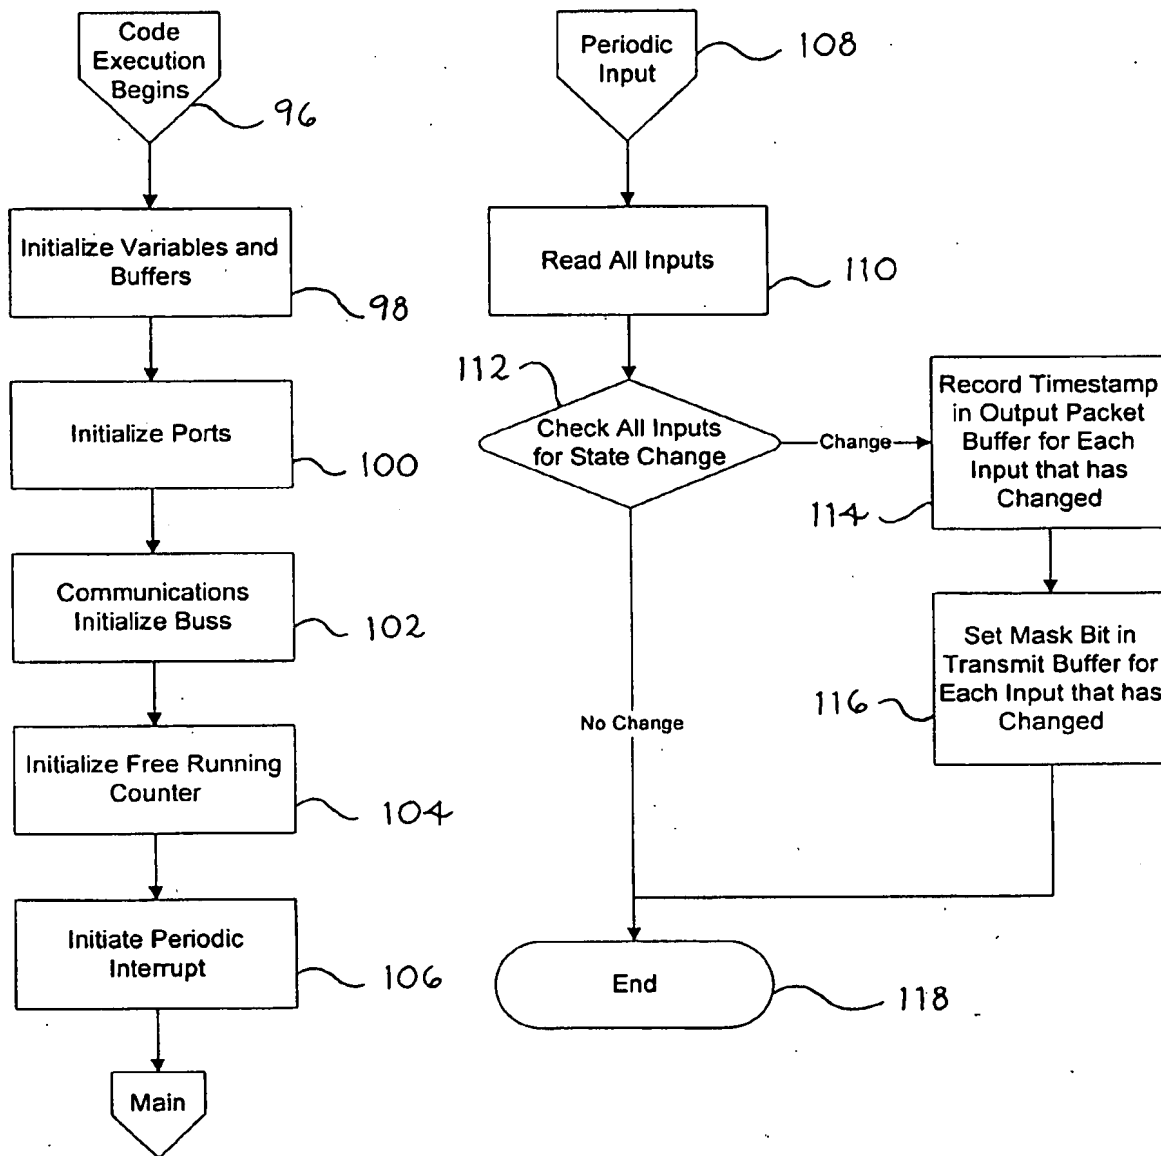 Code
Execution
Begins
96
Initialize Variables and
Buffers
98
Initialize Ports
100
Communications
Initialize Buss
102
Initialize Free Running
Counter
104
Initiate Periodic
Interrupt
106
Main
Periodic
Input
108
Read All Inputs
110
112
Check All Inputs
for State Change
Change
No Change
Record Timestamp
in Output Packet
Buffer for Each
Input that has
Changed
114
Set Mask Bit in
Transmit Buffer for
Each Input that has
Changed
116
End
118